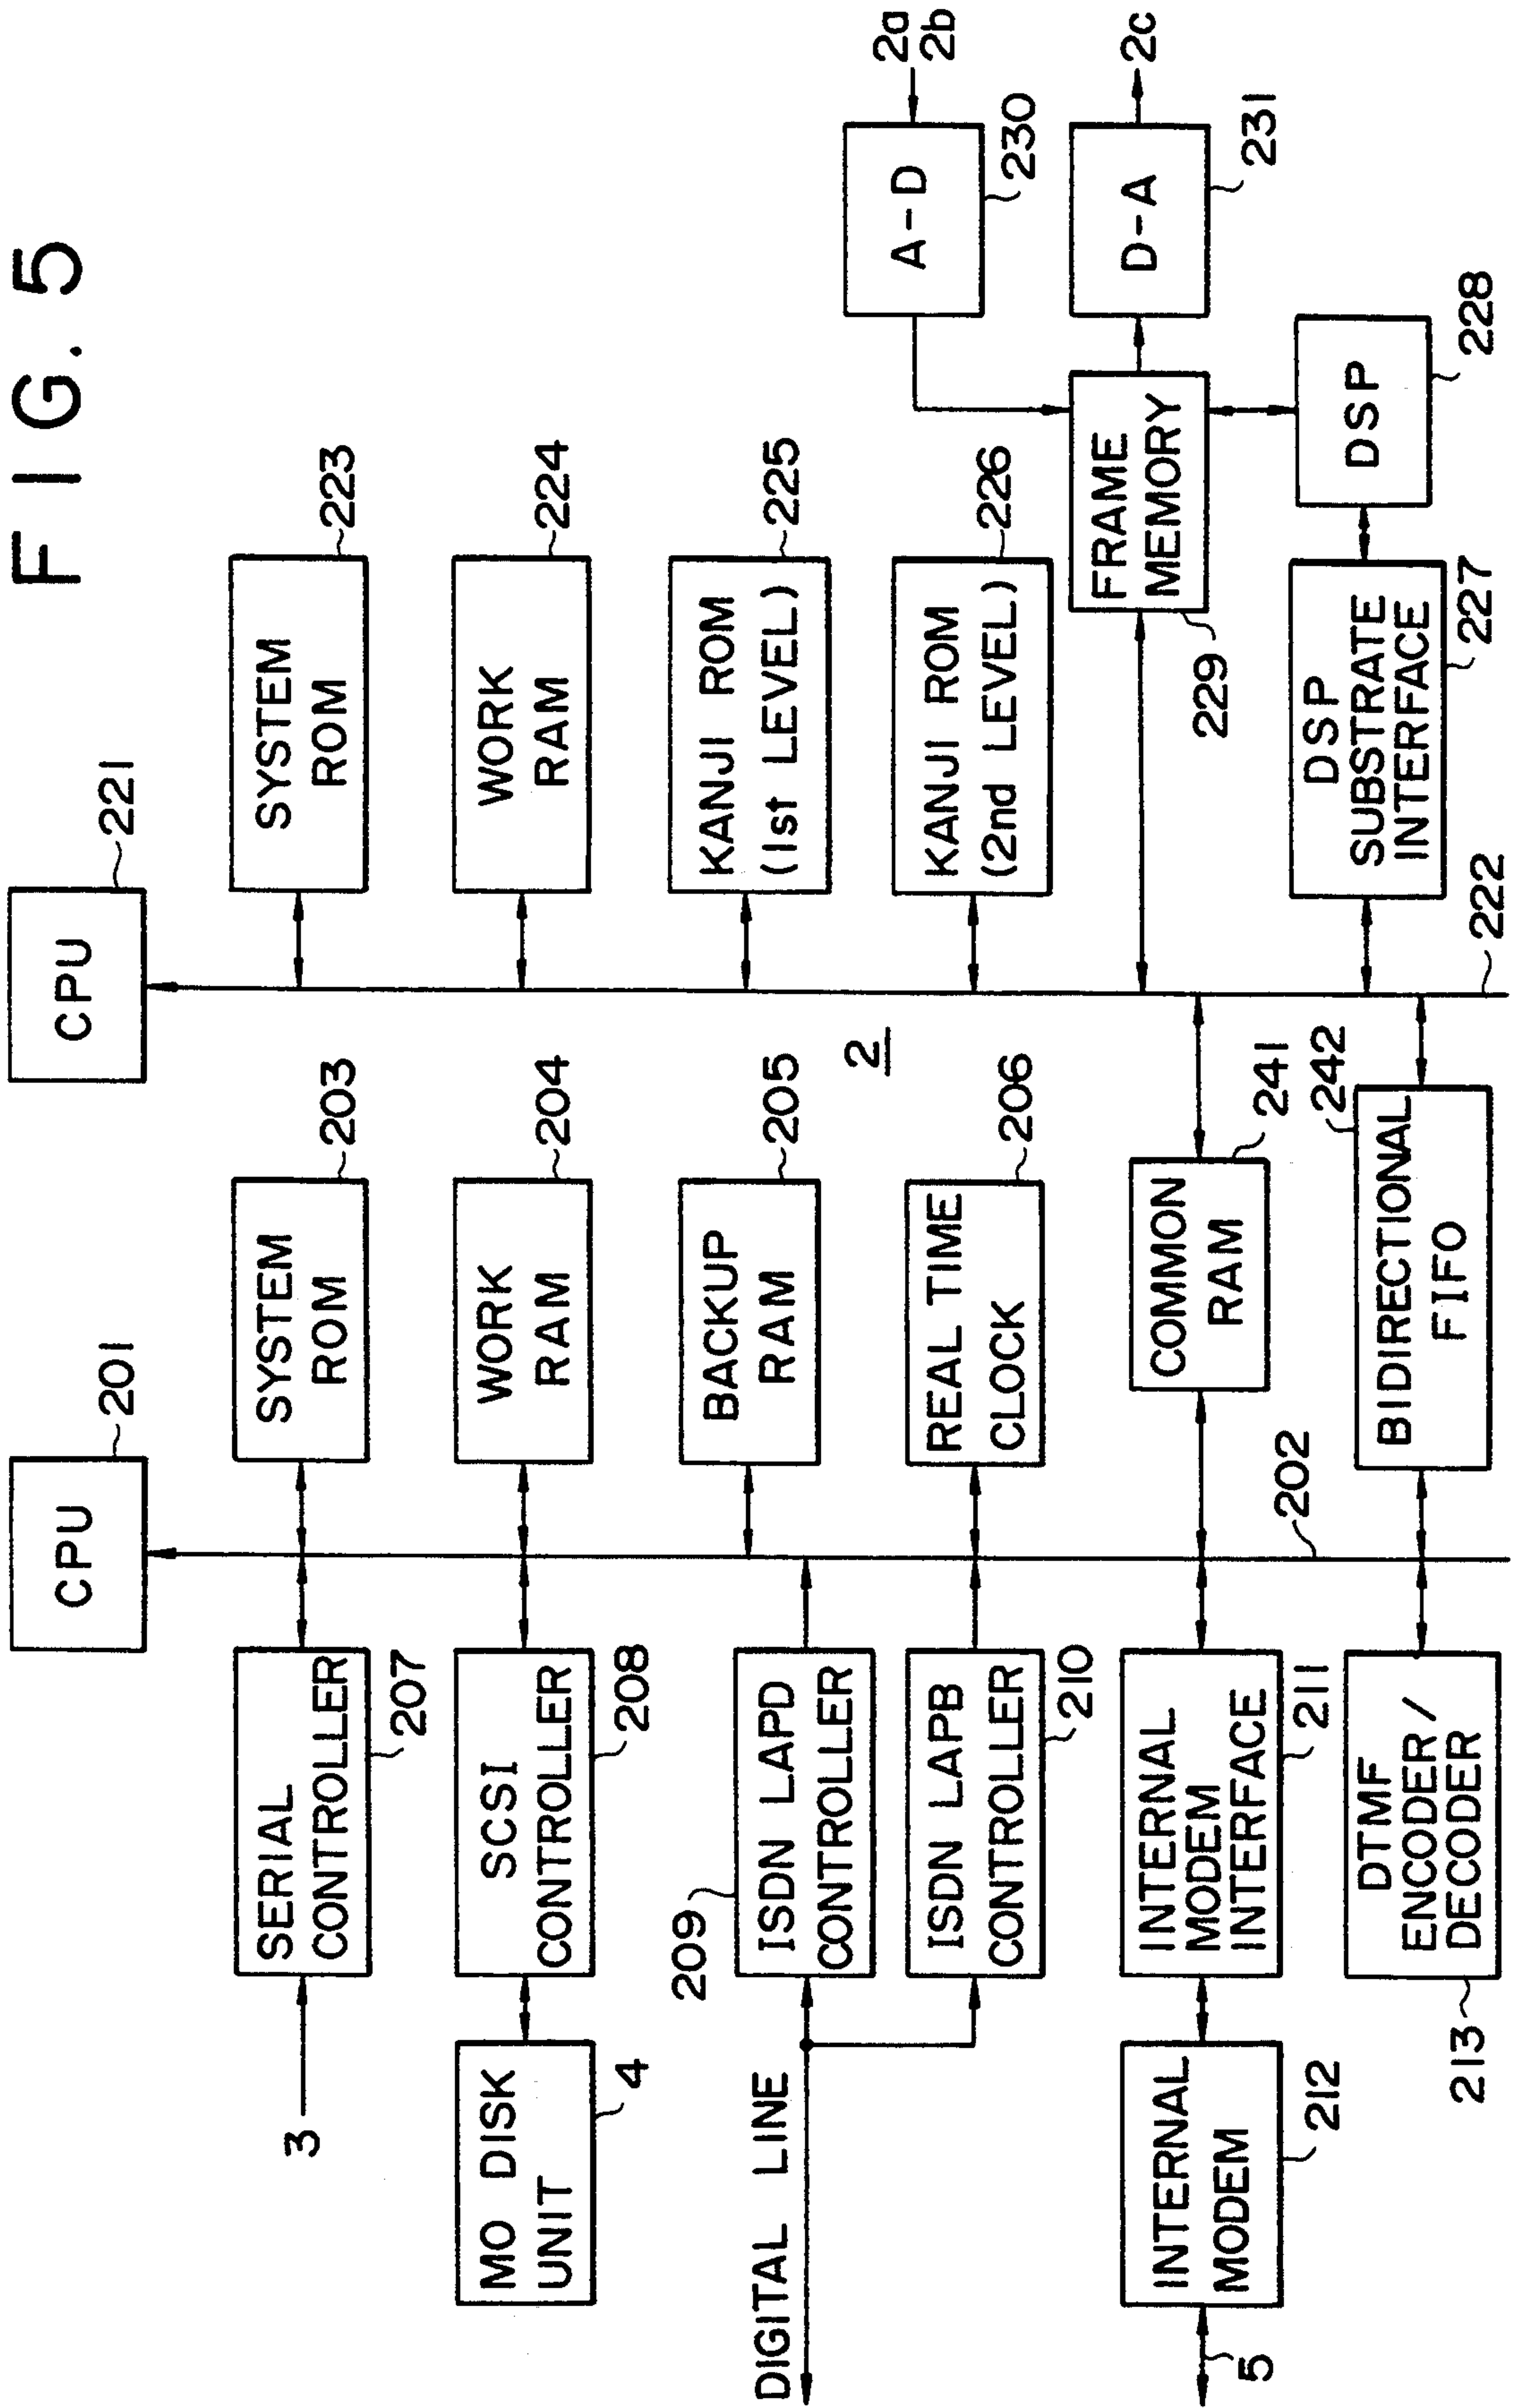 FIG. 5
CPU
201
CPU
221
SERIAL
CONTROLLER
207
3
SYSTEM
ROM
203
SYSTEM
ROM
223
MO DISK
UNIT
4
SCSI
CONTROLLER
208
WORK
RAM
204
WORK
RAM
224
DIGITAL LINE
209
ISDN LAPD
CONTROLLER
BACKUP
RAM
205
KANJI ROM
(1st LEVEL)
225
2
ISDN LAPB
CONTROLLER
210
REAL TIME
CLOCK
206
KANJI ROM
(2nd LEVEL)
226
A-D
230
2a
2b
5
INTERNAL
MODEM
212
INTERNAL
MODEM
INTERFACE
211
COMMON
RAM
241
FRAME
MEMORY
229
D-A
231
2c
213
DTMF
ENCODER/
DECODER
202
BIDIRECTIONAL
FIFO
242
222
DSP
SUBSTRATE
INTERFACE
227
DSP
228